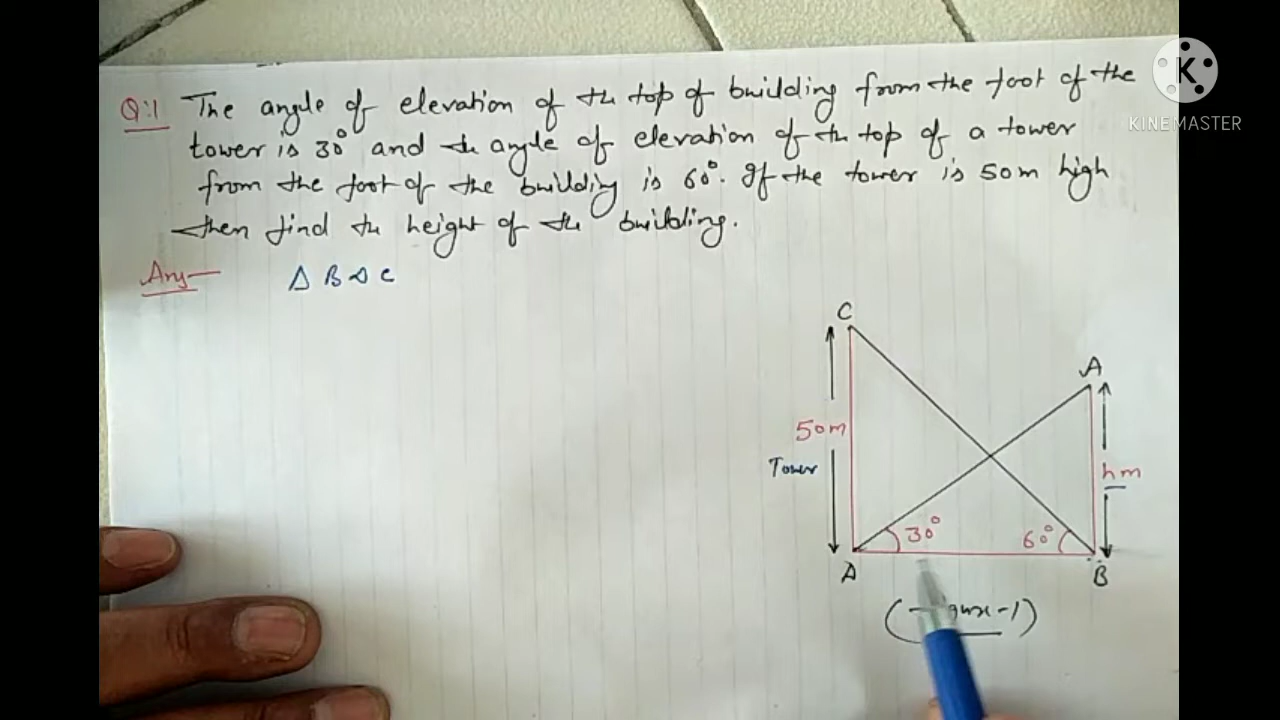 Q:1 The angle of elevation of the top of building from the foot of the
tower is 30° and the angle of elevation of the top of a tower
from the foot of the building is 60°. If the tower is 50m high
then find the height of the building.
Ans—
Δ B D C
C
A
50m
Tower
hm
30°
60°
D
B
-1)
K
KINEMASTER